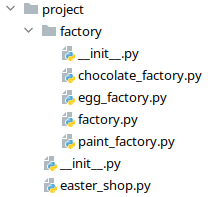 project
factory
__init__.py
chocolate_factory.py
egg_factory.py
factory.py
paint_factory.py
__init__.py
easter_shop.py